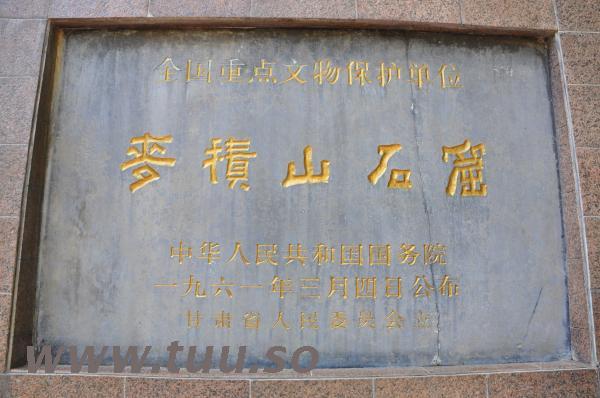 全国重点文物保护单位
麥積山石窟
中华人民共和国国务院
一九六一年三月四日公布
甘肃省人民委员会立
www.tuu.so